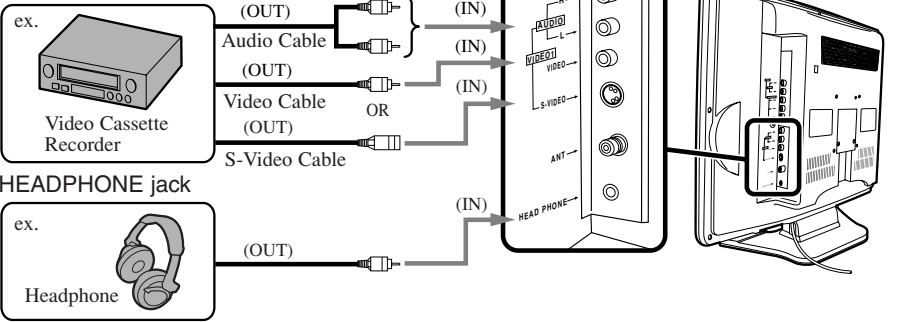 ex.
(OUT)
Audio Cable
(OUT)
Video Cable
OR
(OUT)
S-Video Cable
Video Cassette
Recorder
(IN)
(IN)
(IN)
AUDIO
L
VIDEO1
VIDEO
S-VIDEO
ANT
HEAD PHONE
HEADPHONE jack
ex.
(OUT)
(IN)
Headphone